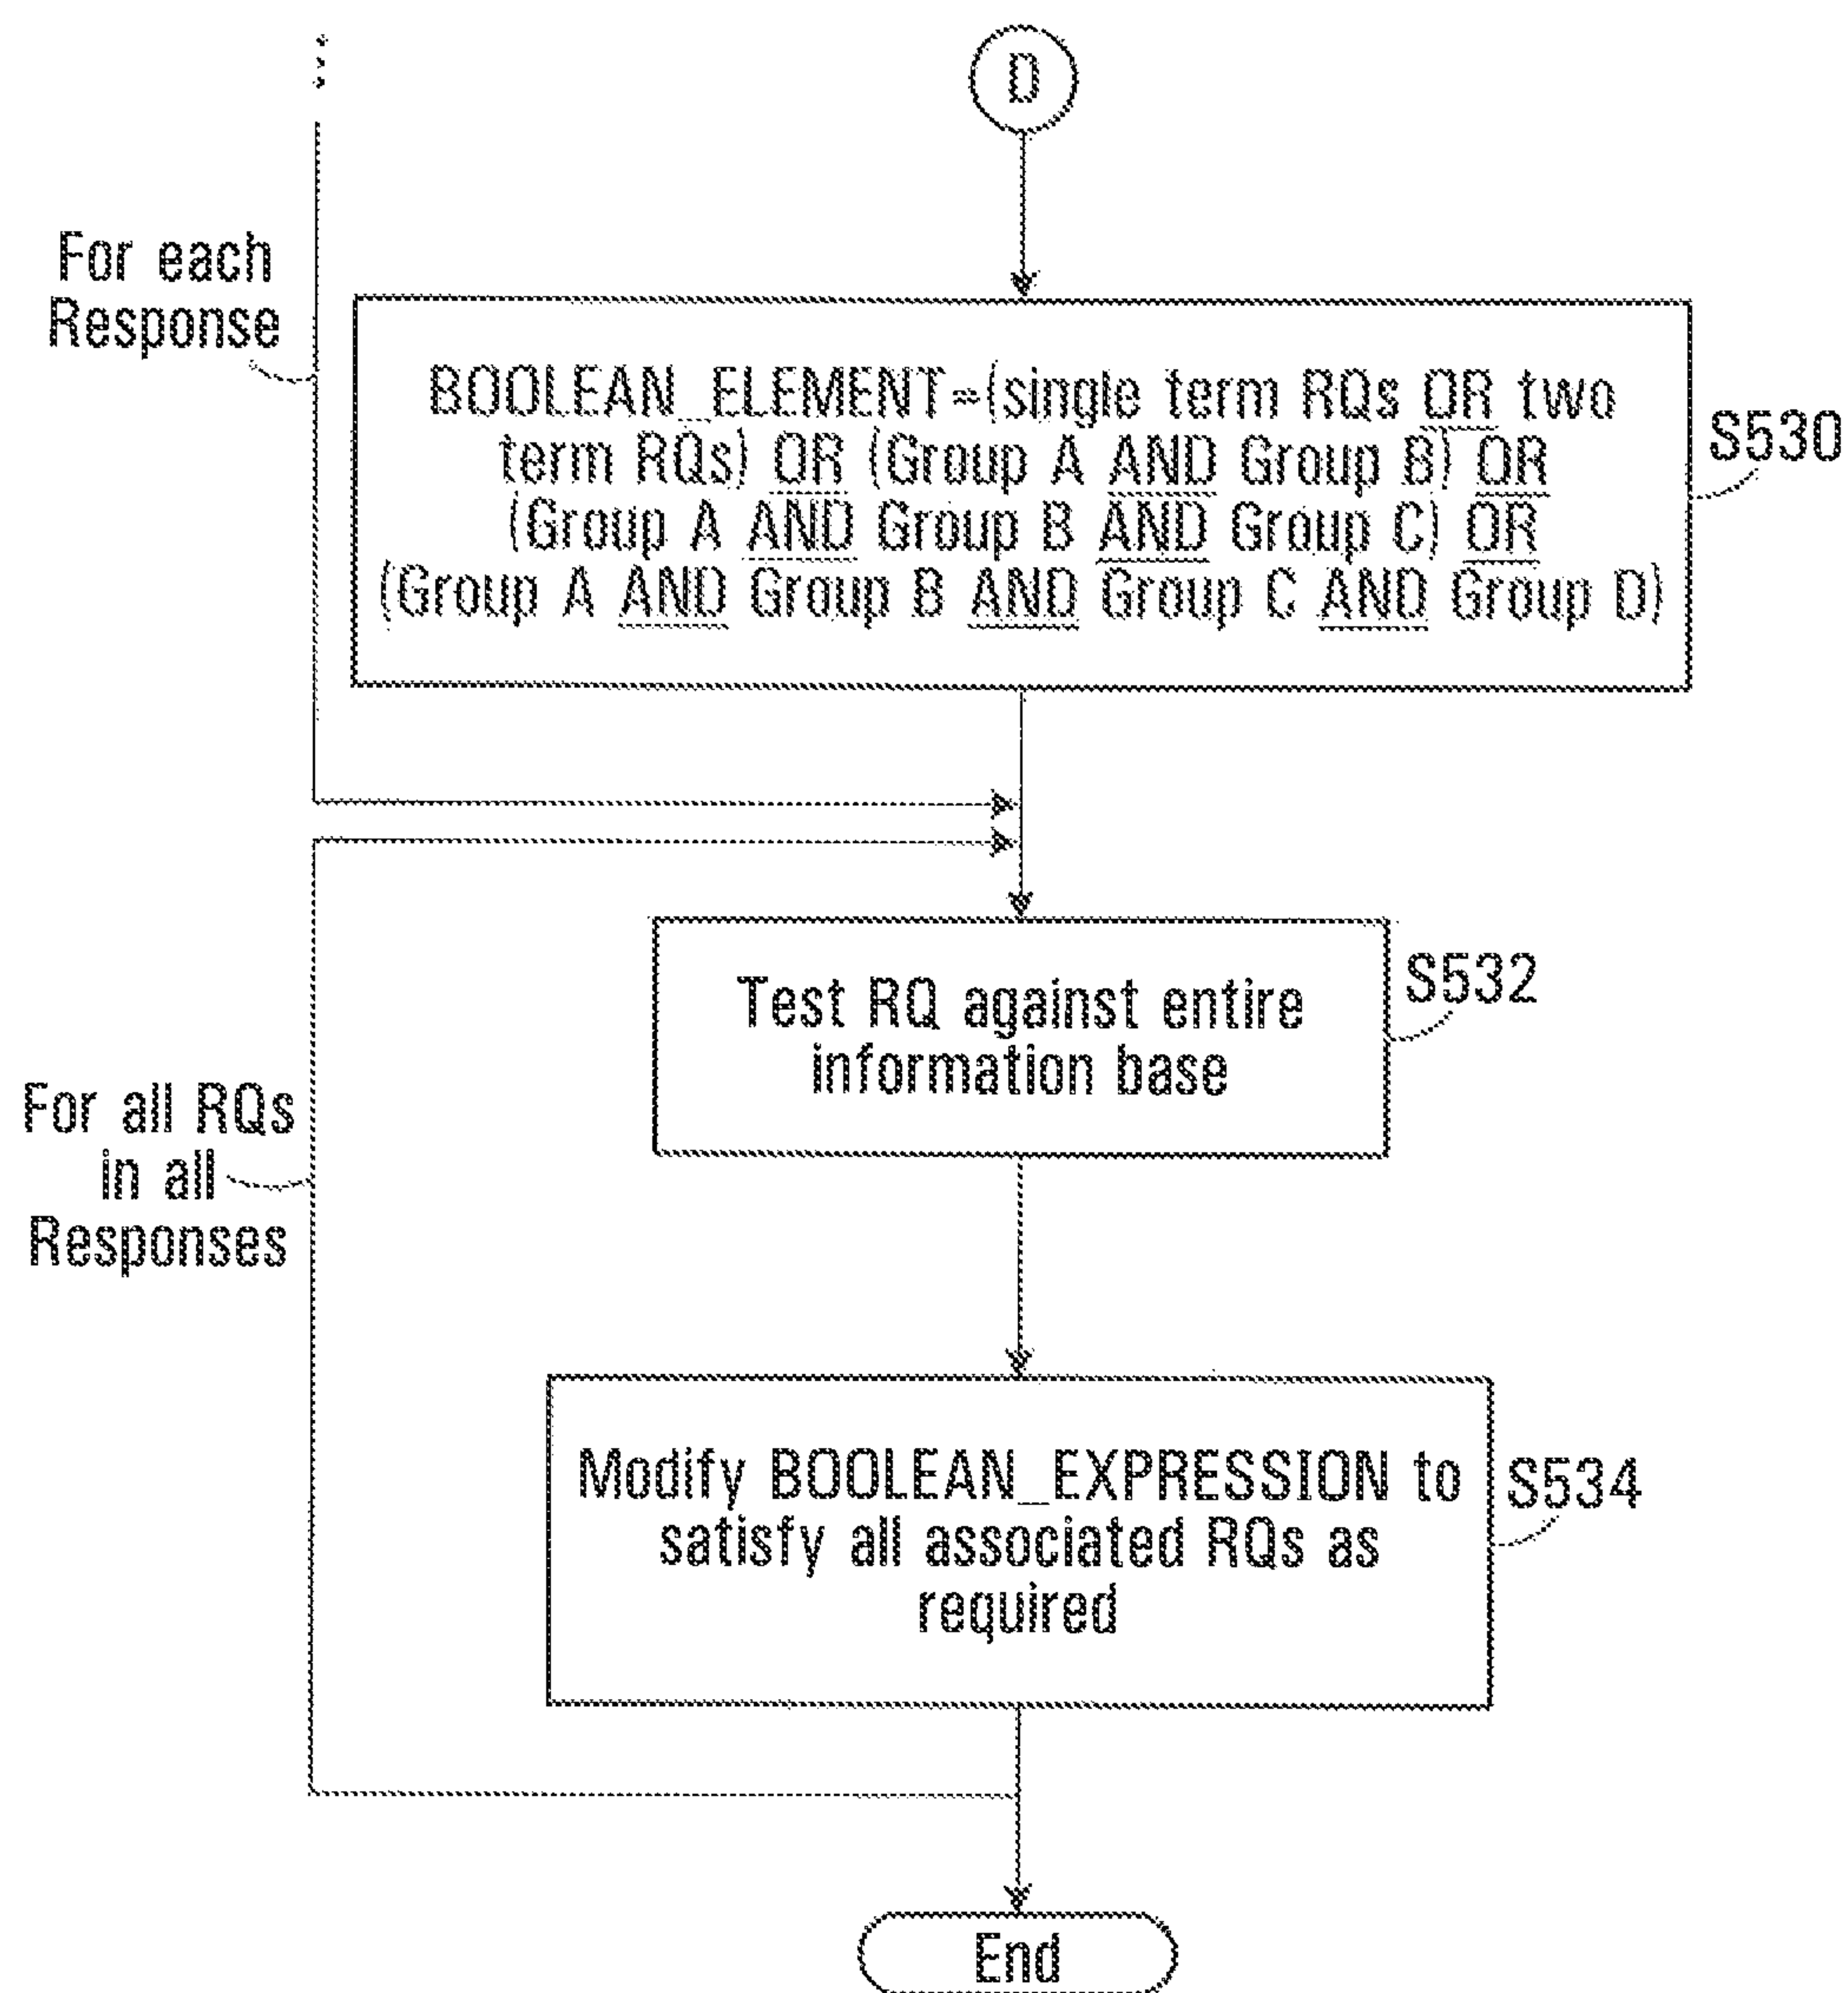 D
For each
Response
BOOLEAN_ELEMENT=(single term RQs OR two
term RQs) OR (Group A AND Group B) OR
(Group A AND Group B AND Group C) OR
(Group A AND Group B AND Group C AND Group D)
S530
Test RQ against entire
information base
S532
For all RQs
in all
Responses
Modify BOOLEAN_EXPRESSION to
satisfy all associated RQs as
required
S534
End